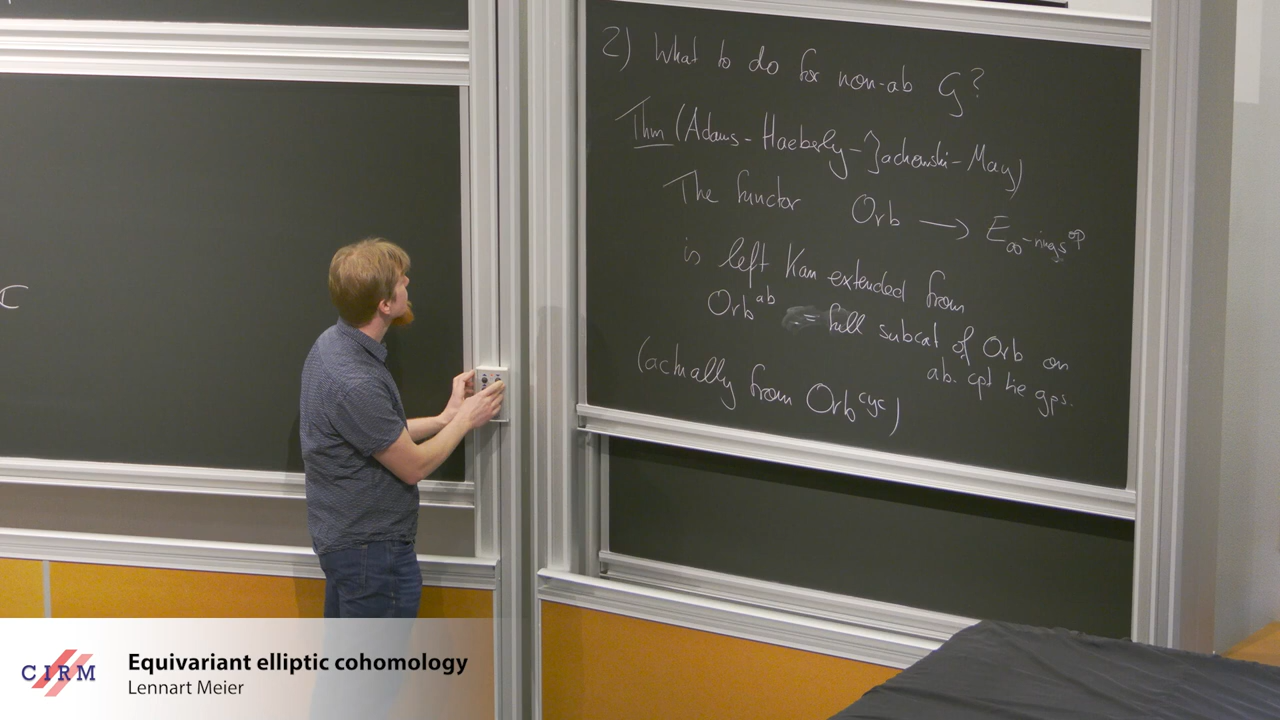 2) What to do for non-ab G?
Thm (Adams-Haeberly-Jackowski-May)
The functor Orb → E∞-rings^op
is left Kan extended from
Orb^ab = full subcat of Orb on
ab. cpt Lie gps.
(actually from Orb^cyc)
CIRM
Equivariant elliptic cohomology
Lennart Meier